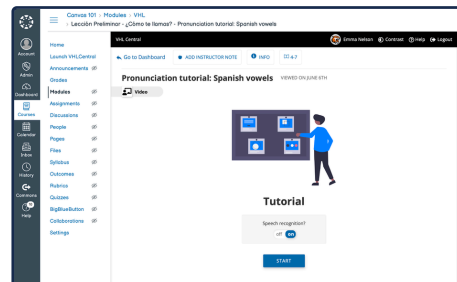 Canvas 101 › Modules › VHL
› Lección Preliminar - ¿Cómo te llamas? - Pronunciation tutorial: Spanish vowels
Account
Admin
Dashboard
Courses
Calendar
Inbox
History
Commons
Help
Home
Launch VHLCentral
Announcements
Grades
Modules
Assignments
Discussions
People
Pages
Files
Syllabus
Outcomes
Rubrics
Quizzes
BigBlueButton
Collaborations
Settings
VHL Central
Emma Nelson
Contrast
Help
Logout
Go to Dashboard
ADD INSTRUCTOR NOTE
INFO
4-7
Pronunciation tutorial: Spanish vowels VIEWED ON JUNE 6TH
Video
Tutorial
Speech recognition?
off on
START